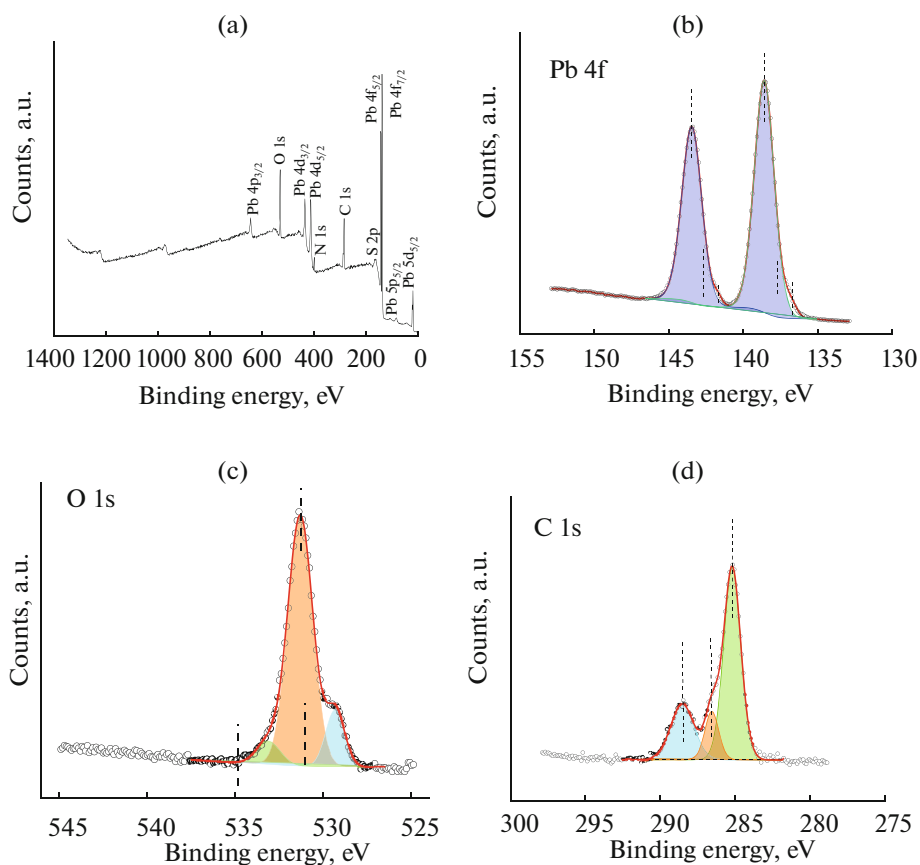 (a)
Counts, a.u.
Pb 4p3/2
O 1s
Pb 4d3/2
Pb 4d5/2
N 1s
C 1s
S 2p
Pb 4f5/2
Pb 4f7/2
Pb 5p5/2
Pb 5d5/2
1400 1200 1000 800 600 400 200 0
Binding energy, eV
(b)
Pb 4f
Counts, a.u.
155 150 145 140 135 130
Binding energy, eV
(c)
O 1s
Counts, a.u.
545 540 535 530 525
Binding energy, eV
(d)
C 1s
Counts, a.u.
300 295 290 285 280 275
Binding energy, eV